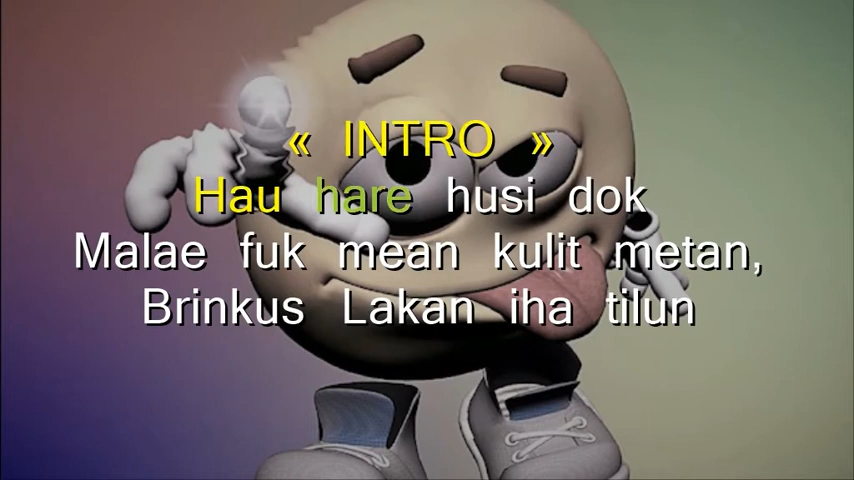 « INTRO »
Hau hare husi dok
Malae fuk mean kulit metan,
Brinkus Lakan iha tilun